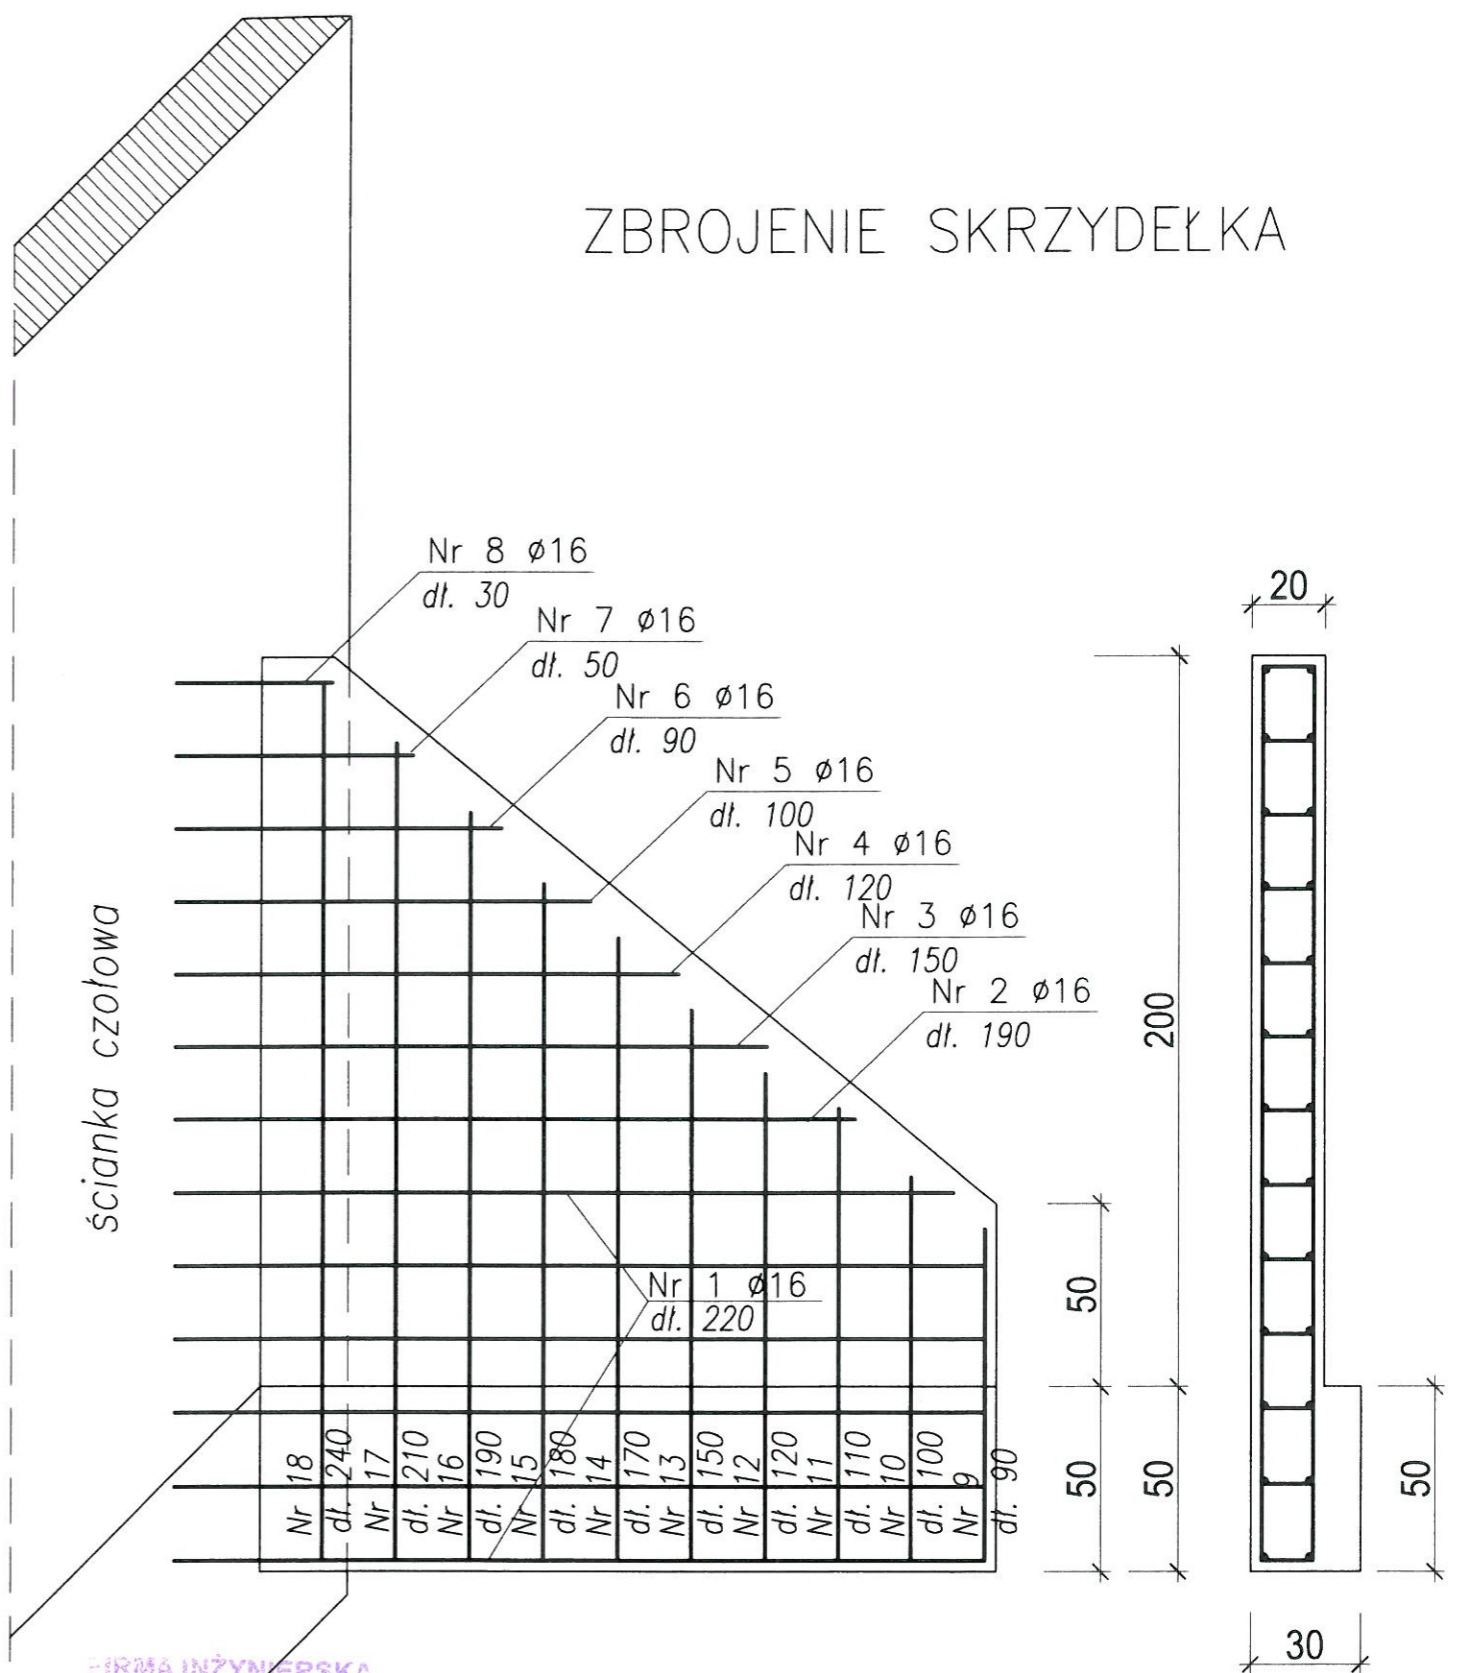 ZBROJENIE SKRZYDEŁKA
Nr 8 ø16
dł. 30
Nr 7 ø16
dł. 50
Nr 6 ø16
dł. 90
Nr 5 ø16
dł. 100
Nr 4 ø16
dł. 120
Nr 3 ø16
dł. 150
Nr 2 ø16
dł. 190
Nr 1 ø16
dł. 220
ścianka czołowa
Nr 18
dł. 240
Nr 17
dł. 210
Nr 16
dł. 190
Nr 15
dł. 180
Nr 14
dł. 170
Nr 13
dł. 150
Nr 12
dł. 120
Nr 11
dł. 110
Nr 10
dł. 100
Nr 9
dł. 90
50
50
200
50
20
50
30
FIRMA INŻYNIERSKA